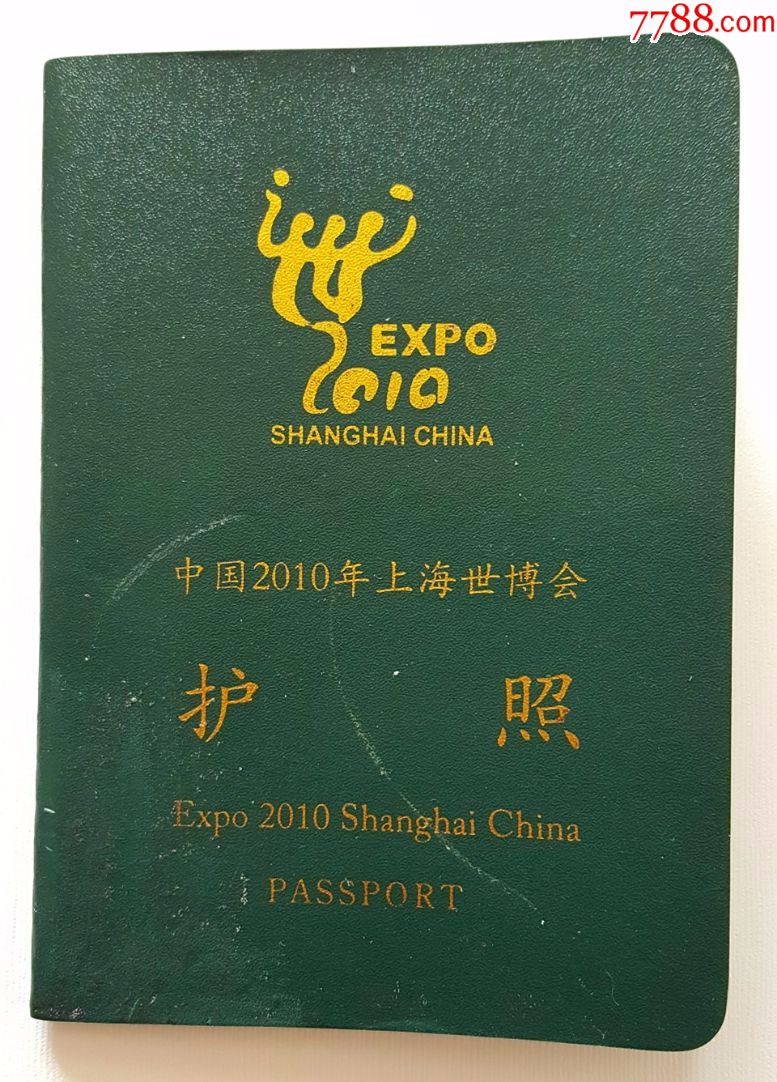 7788.com
EXPO
2010
SHANGHAI CHINA
中国2010年上海世博会
护 照
Expo 2010 Shanghai China
PASSPORT